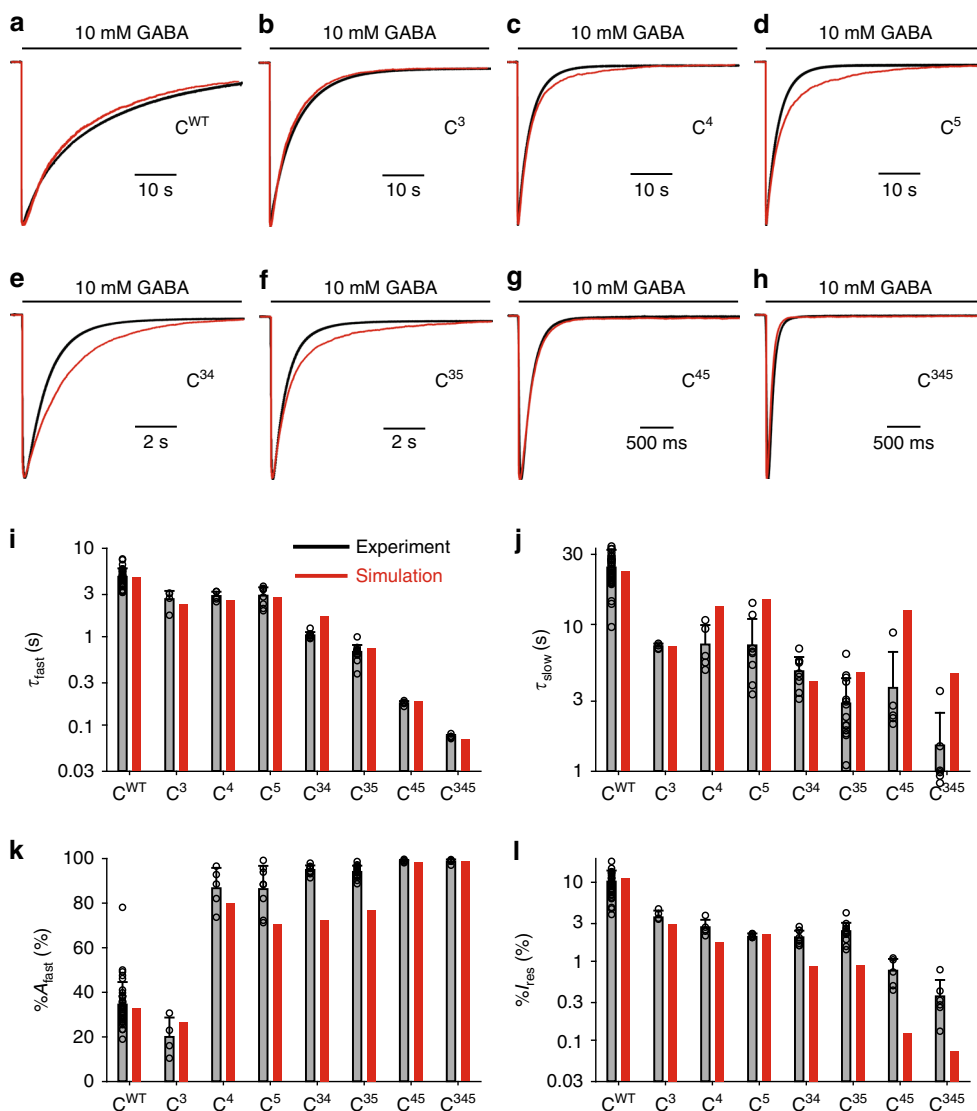 a
10 mM GABA
C^WT
10 s
b
10 mM GABA
C^3
10 s
c
10 mM GABA
C^4
10 s
d
10 mM GABA
C^5
10 s
e
10 mM GABA
C^34
2 s
f
10 mM GABA
C^35
2 s
g
10 mM GABA
C^45
500 ms
h
10 mM GABA
C^345
500 ms
i
Experiment
Simulation
τ_fast (s)
10
3
1
0.3
0.1
0.03
C^WT C^3 C^4 C^5 C^34 C^35 C^45 C^345
j
τ_slow (s)
30
10
3
1
C^WT C^3 C^4 C^5 C^34 C^35 C^45 C^345
k
%A_fast (%)
100
80
60
40
20
0
C^WT C^3 C^4 C^5 C^34 C^35 C^45 C^345
l
%I_res (%)
10
3
1
0.3
0.1
0.03
C^WT C^3 C^4 C^5 C^34 C^35 C^45 C^345